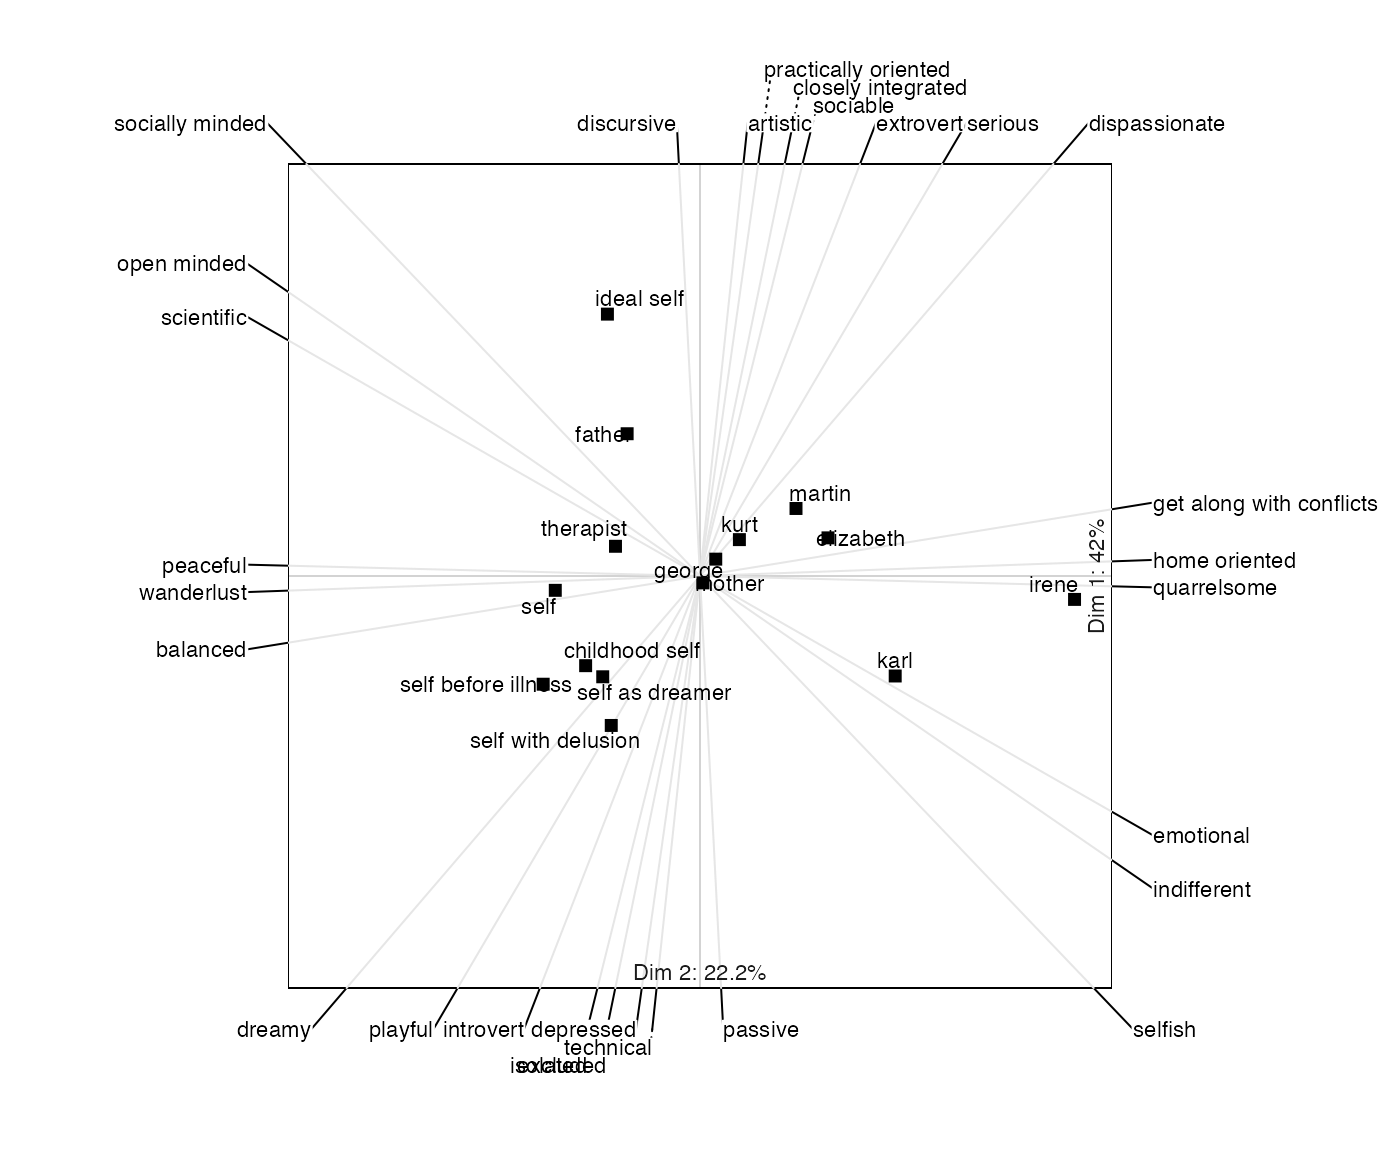 practically oriented
closely integrated
sociable
socially minded
discursive
artistic
extrovert
serious
dispassionate
open minded
scientific
ideal self
father
martin
get along with conflicts
kurt
therapist
elizabeth
home oriented
peaceful
george
mother
irene
quarrelsome
wanderlust
Dim 1: 42%
self
balanced
childhood self
karl
self before illness
self as dreamer
self with delusion
emotional
indifferent
Dim 2: 22.2%
dreamy
playful
introvert
depressed
passive
selfish
technical
isolated
excluded